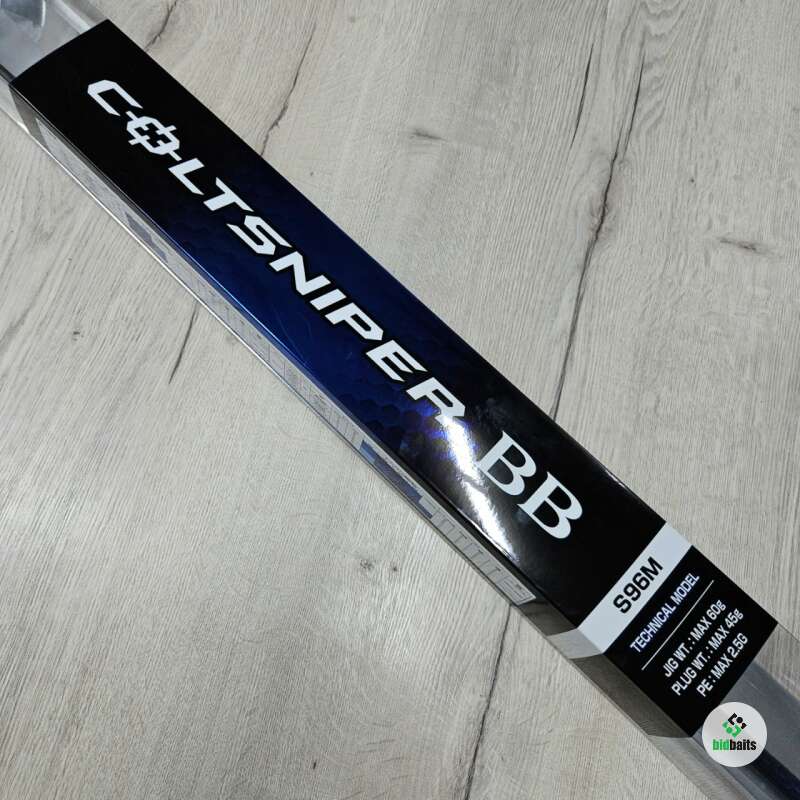 COLTSNIPER BB
S96M
TECHNICAL MODEL
JIG WT. : MAX 60g
PLUG WT. : MAX 45g
PE : MAX 2.5G
bidbaits